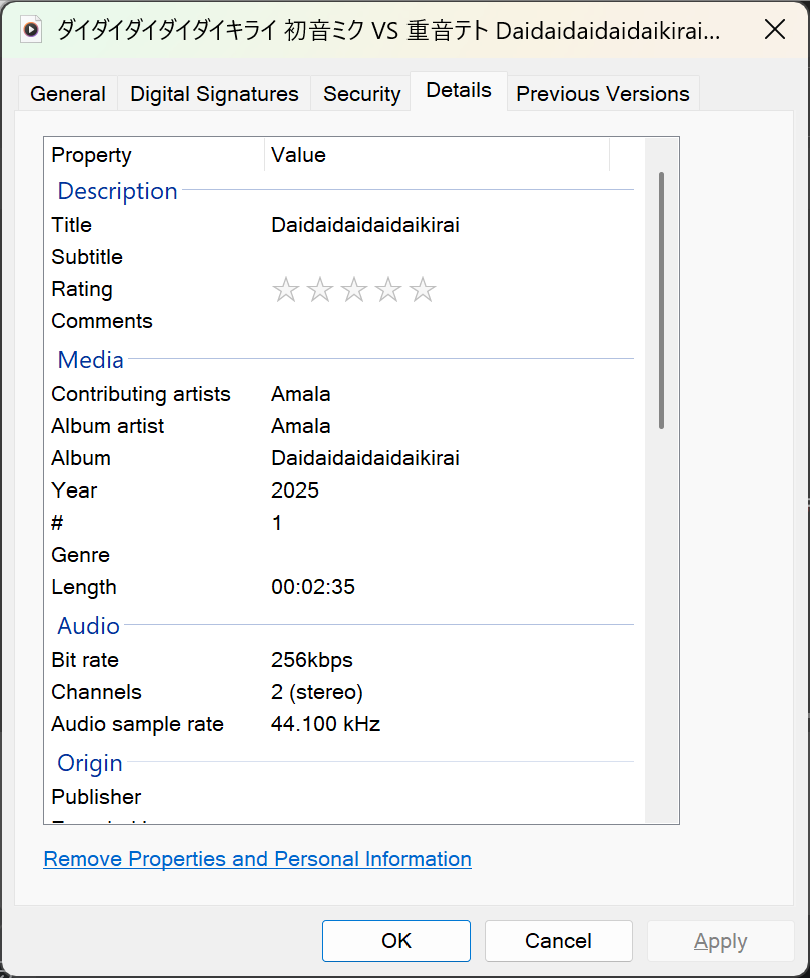 ダイダイダイダイダイキライ 初音ミク VS 重音テト Daidaidaidaidaikirai...
General Digital Signatures Security Details Previous Versions
Property Value
Description
Title Daidaidaidaidaikirai
Subtitle
Rating
Comments
Media
Contributing artists Amala
Album artist Amala
Album Daidaidaidaidaikirai
Year 2025
# 1
Genre
Length 00:02:35
Audio
Bit rate 256kbps
Channels 2 (stereo)
Audio sample rate 44.100 kHz
Origin
Publisher
Remove Properties and Personal Information
OK Cancel Apply